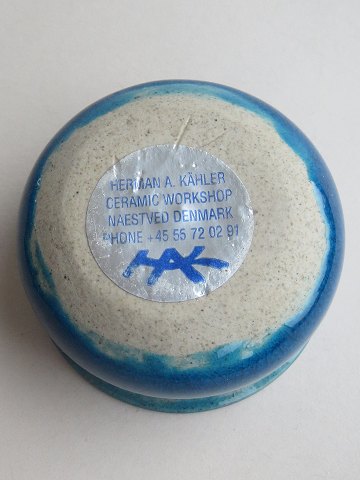 HERMAN A. KÄHLER
CERAMIC WORKSHOP
NAESTVED DENMARK
PHONE +45 55 72 02 91
HAK